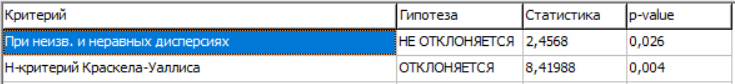 Критерий Гипотеза Статистика p-value
При неизв. и неравных дисперсиях НЕ ОТКЛОНЯЕТСЯ 2,4568 0,026
H-критерий Краскела-Уаллиса ОТКЛОНЯЕТСЯ 8,41988 0,004